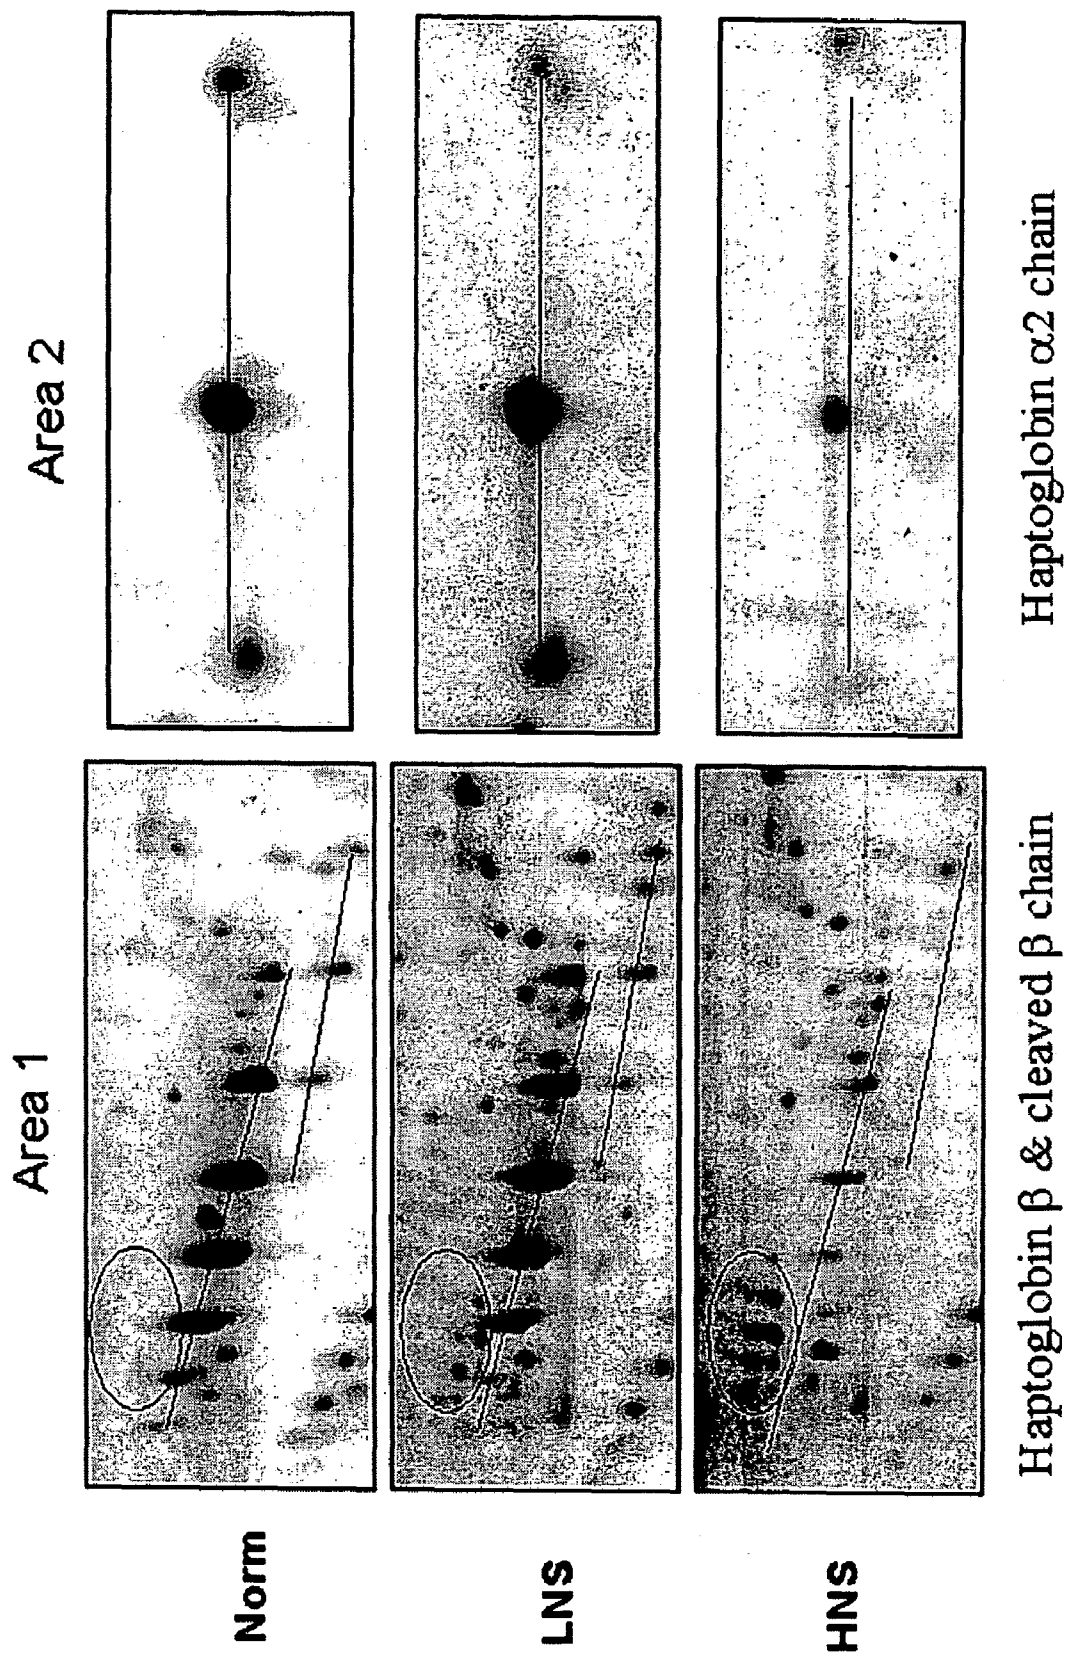 Area 1
Area 2
Norm
LNS
HNS
Haptoglobin β & cleaved β chain
Haptoglobin α2 chain